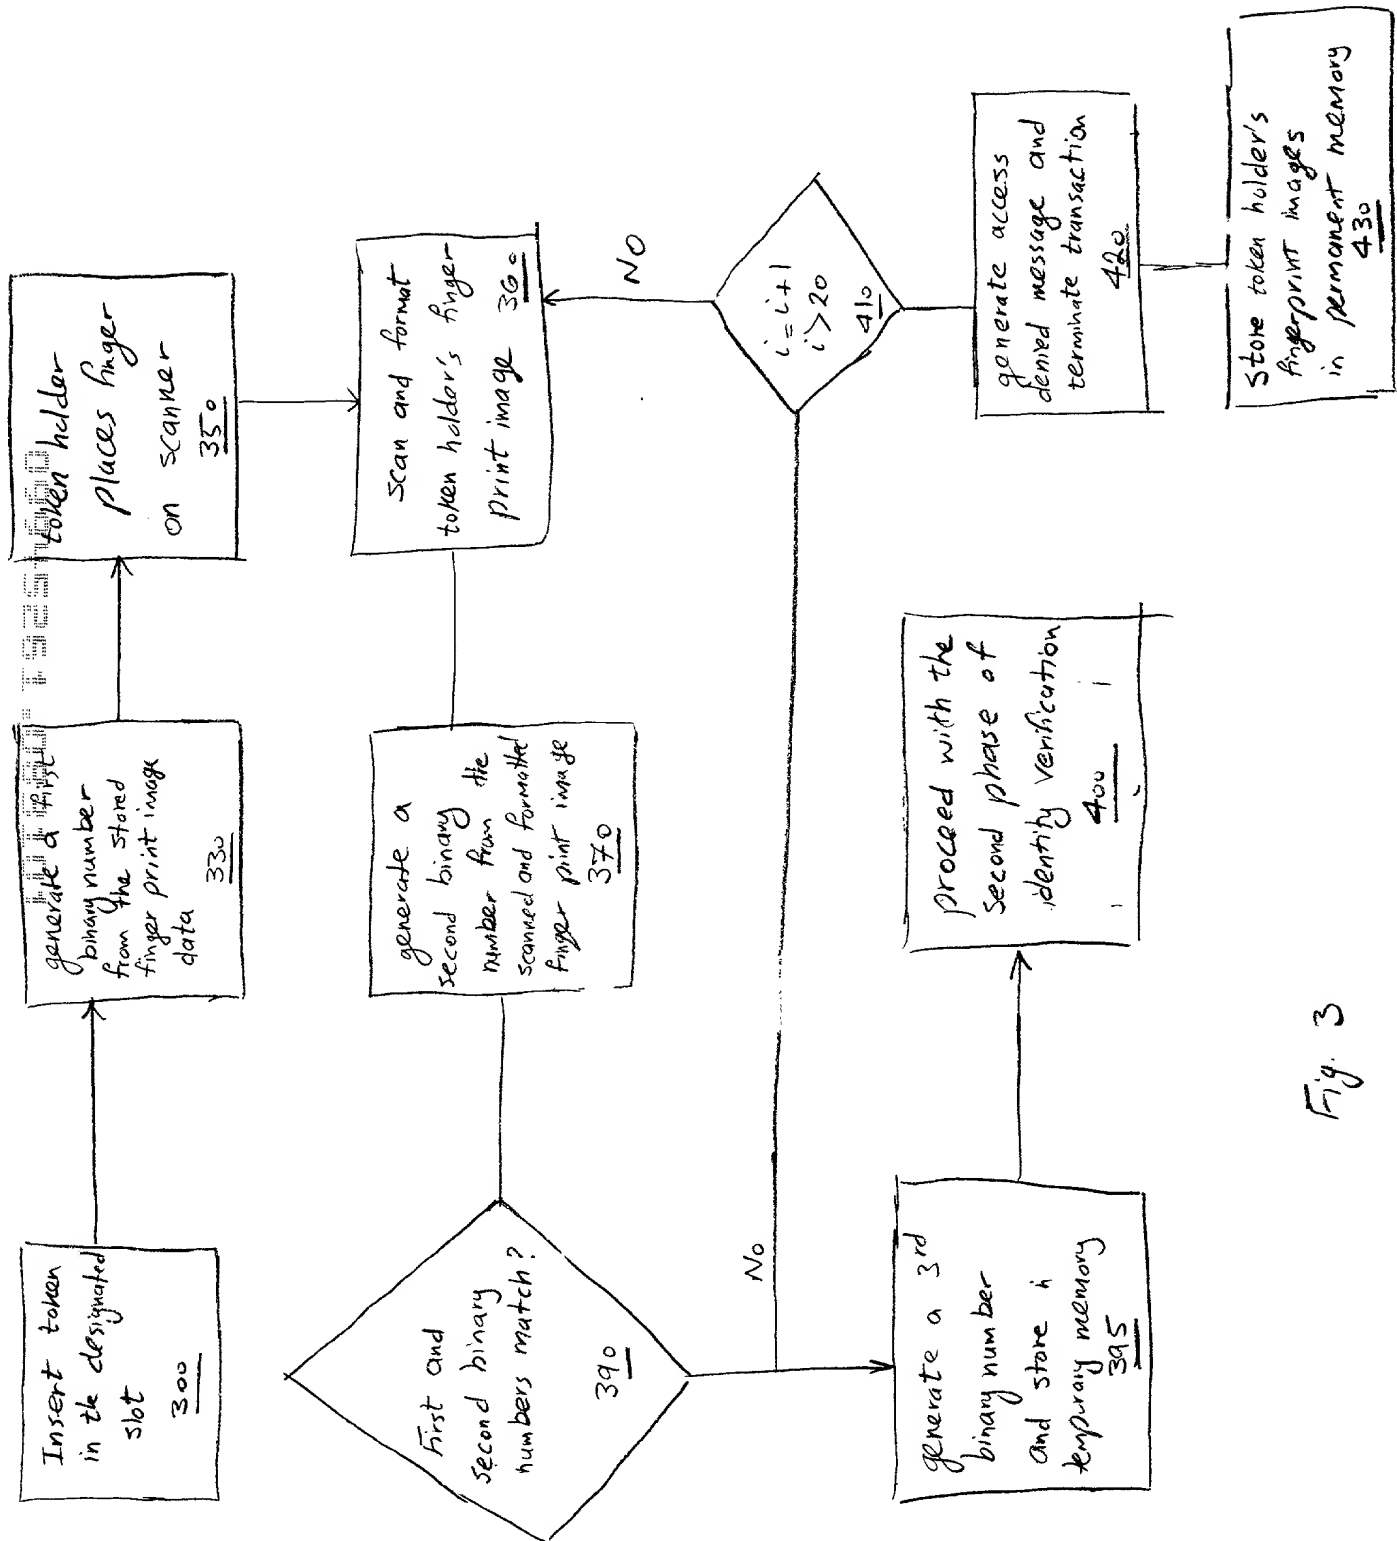 Insert token
in the designated
slot
300
generate a first
binary number
from the stored
finger print image
data
330
token holder
places finger
on scanner
350
scan and format
token holder's finger
print image 360
generate a
second binary
number from the
scanned and formatted
finger print image
370
First and
second binary
numbers match?
390
No
NO
i = i+1
i > 20
410
generate access
denied message and
terminate transaction
420
Store token holder's
fingerprint images
in permanent memory
430
generate a 3rd
binary number
and store in
temporary memory
395
proceed with the
second phase of
identity verification
400
Fig. 3